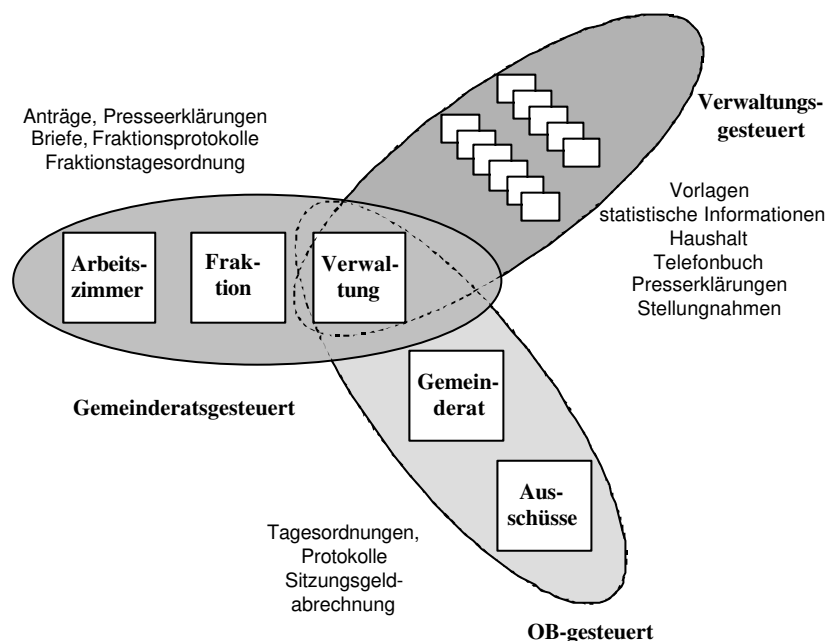 Anträge, Presseerklärungen
Briefe, Fraktionsprotokolle
Fraktionstagesordnung
Verwaltungs-
gesteuert
Vorlagen
statistische Informationen
Haushalt
Telefonbuch
Presserklärungen
Stellungnahmen
Arbeits-
zimmer
Frak-
tion
Verwal-
tung
Gemeinderatsgesteuert
Gemein-
derat
Aus-
schüsse
Tagesordnungen,
Protokolle
Sitzungsgeld-
abrechnung
OB-gesteuert